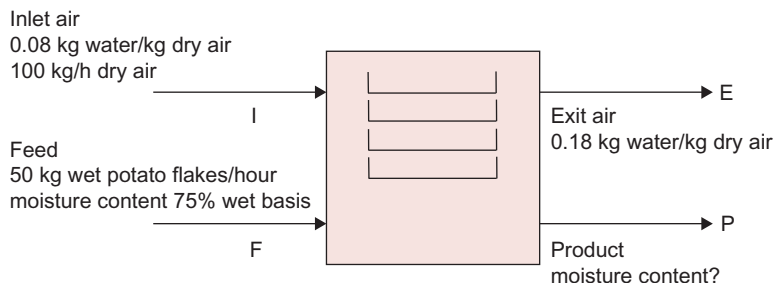 Inlet air
0.08 kg water/kg dry air
100 kg/h dry air
I
Feed
50 kg wet potato flakes/hour
moisture content 75% wet basis
F
E
Exit air
0.18 kg water/kg dry air
P
Product
moisture content?